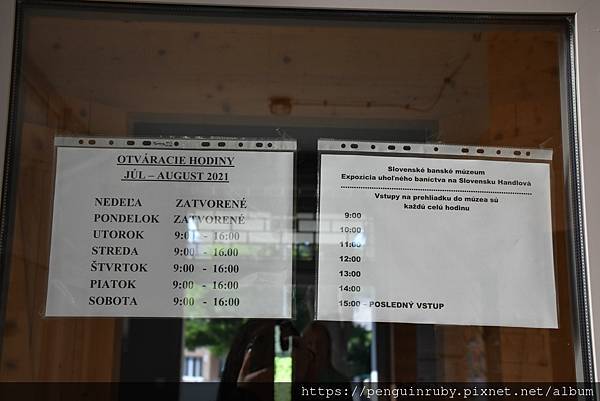 OTVÁRACIE HODINY
JÚL – AUGUST 2021
NEDEĽA ZATVORENÉ
PONDELOK ZATVORENÉ
UTOROK 9:00 - 16:00
STREDA 9:00 - 16:00
ŠTVRTOK 9:00 - 16:00
PIATOK 9:00 - 16:00
SOBOTA 9:00 - 16:00
Slovenské banské múzeum
Expozícia uhoľného baníctva na Slovensku Handlová
Vstupy na prehliadku do múzea sú
každú celú hodinu
9:00
10:00
11:00
12:00
13:00
14:00
15:00 – POSLEDNÝ VSTUP
https://penguinruby.pixnet.net/album